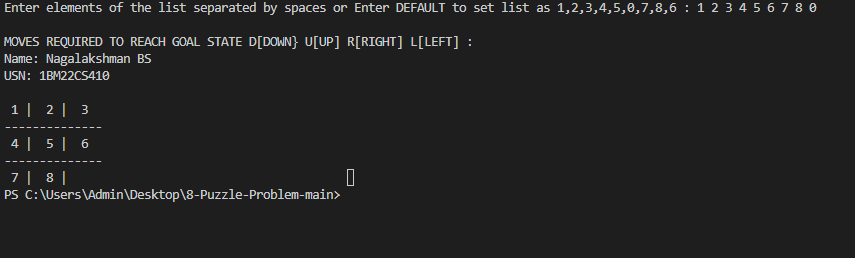 Enter elements of the list separated by spaces or Enter DEFAULT to set list as 1,2,3,4,5,0,7,8,6 : 1 2 3 4 5 6 7 8 0
MOVES REQUIRED TO REACH GOAL STATE D[DOWN} U[UP] R[RIGHT] L[LEFT] :
Name: Nagalakshman BS
USN: 1BM22CS410
1 | 2 | 3
--------------
4 | 5 | 6
--------------
7 | 8 |
PS C:\Users\Admin\Desktop\8-Puzzle-Problem-main>